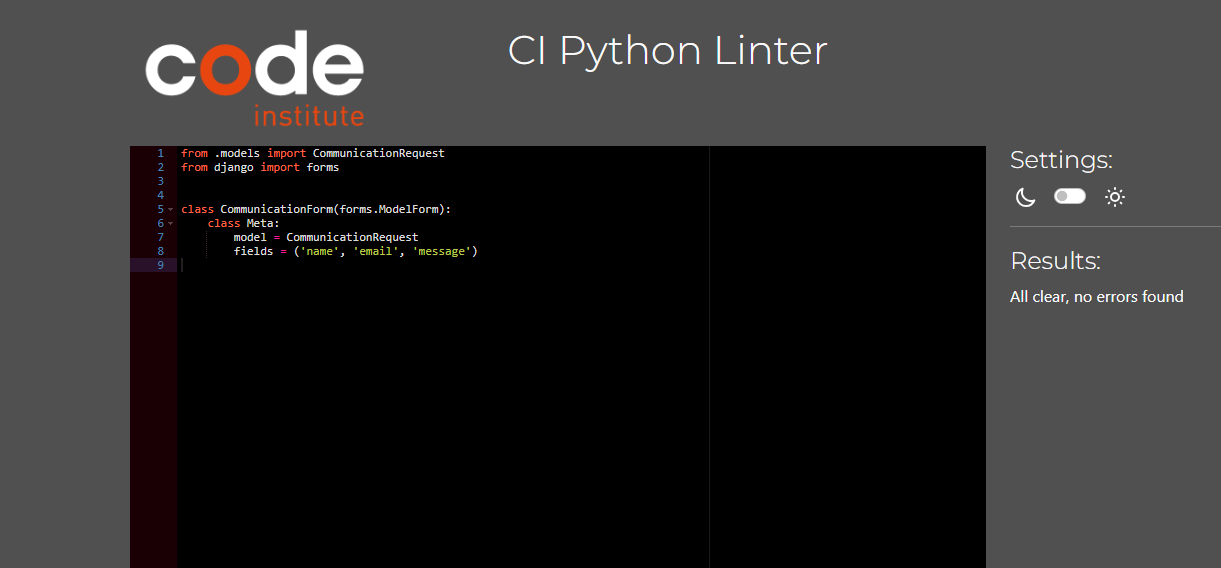 code
institute
CI Python Linter
1 from .models import CommunicationRequest
2 from django import forms
3
4
5 class CommunicationForm(forms.ModelForm):
6     class Meta:
7         model = CommunicationRequest
8         fields = ('name', 'email', 'message')
9
Settings:
Results:
All clear, no errors found